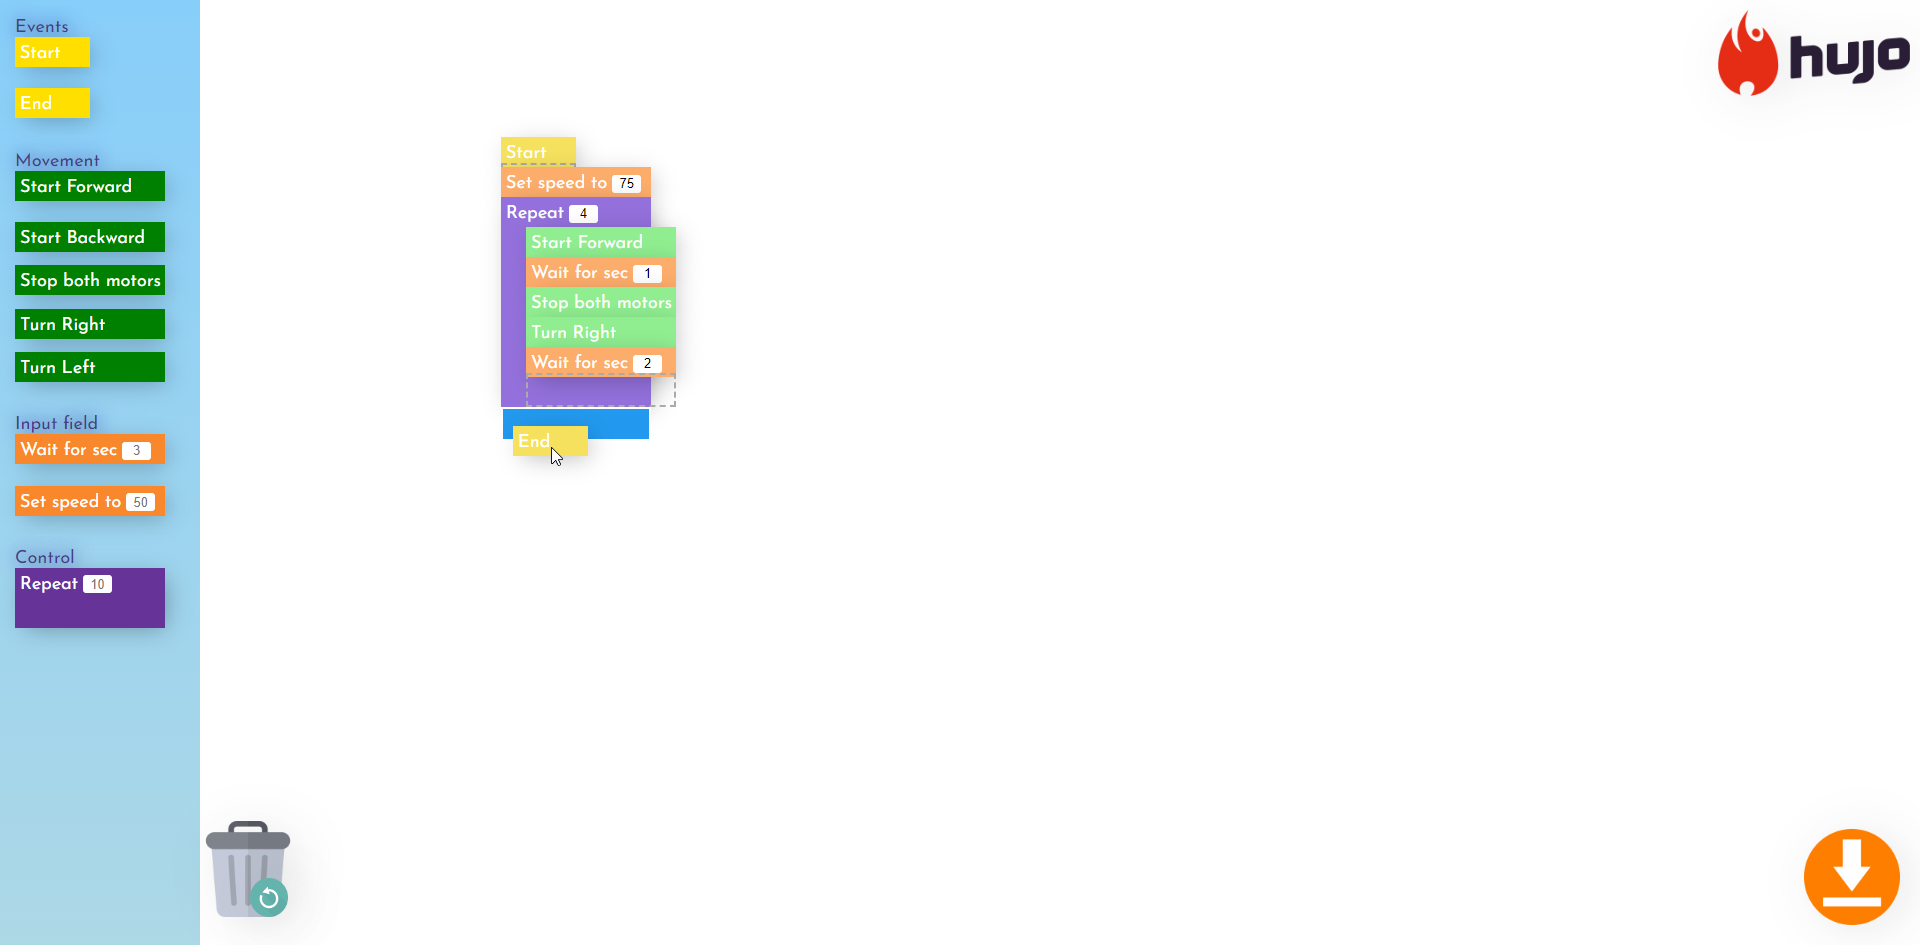 Events
Start
End
Movement
Start Forward
Start Backward
Stop both motors
Turn Right
Turn Left
Input field
Wait for sec 3
Set speed to 50
Control
Repeat 10
Start
Set speed to 75
Repeat 4
Start Forward
Wait for sec 1
Stop both motors
Turn Right
Wait for sec 2
End
hujo